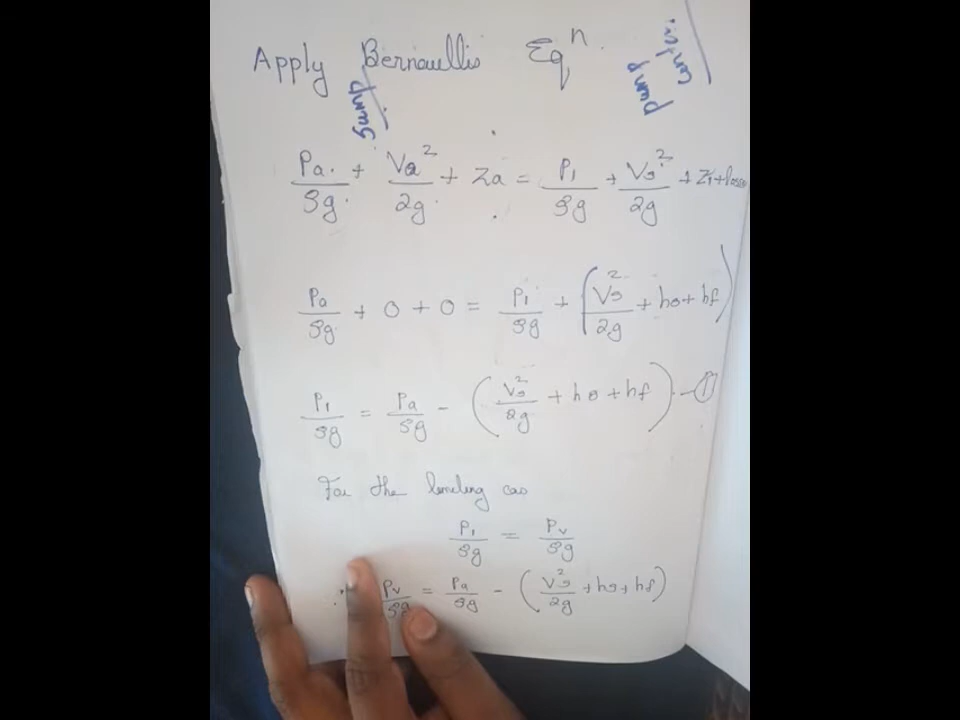 Apply Bernoullis Eqn.
Sump
Pump center
Pa/ρg + Va²/2g + Za = P1/ρg + Vs²/2g + Z1 + losses
Pa/ρg + 0 + 0 = P1/ρg + (Vs²/2g + hs + hf)
P1/ρg = Pa/ρg - (Vs²/2g + hs + hf) - ①
For the limiting cas
P1/ρg = Pv/ρg
∴ Pv/ρg = Pa/ρg - (Vs²/2g + hs + hf)